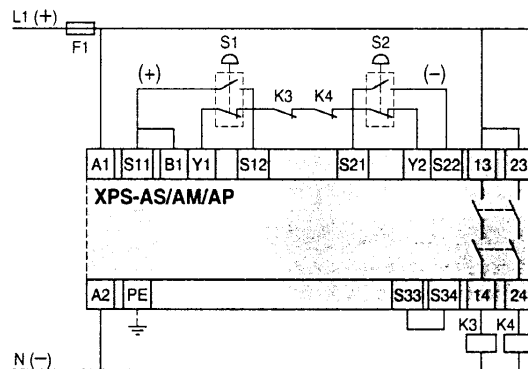 L1 (+)
F1
S1
S2
(+)
K3
K4
(−)
A1 S11 B1 Y1 S12 S21 Y2 S22 13 23
XPS-AS/AM/AP
A2 PE S33 S34 14 24
K3
K4
N (−)